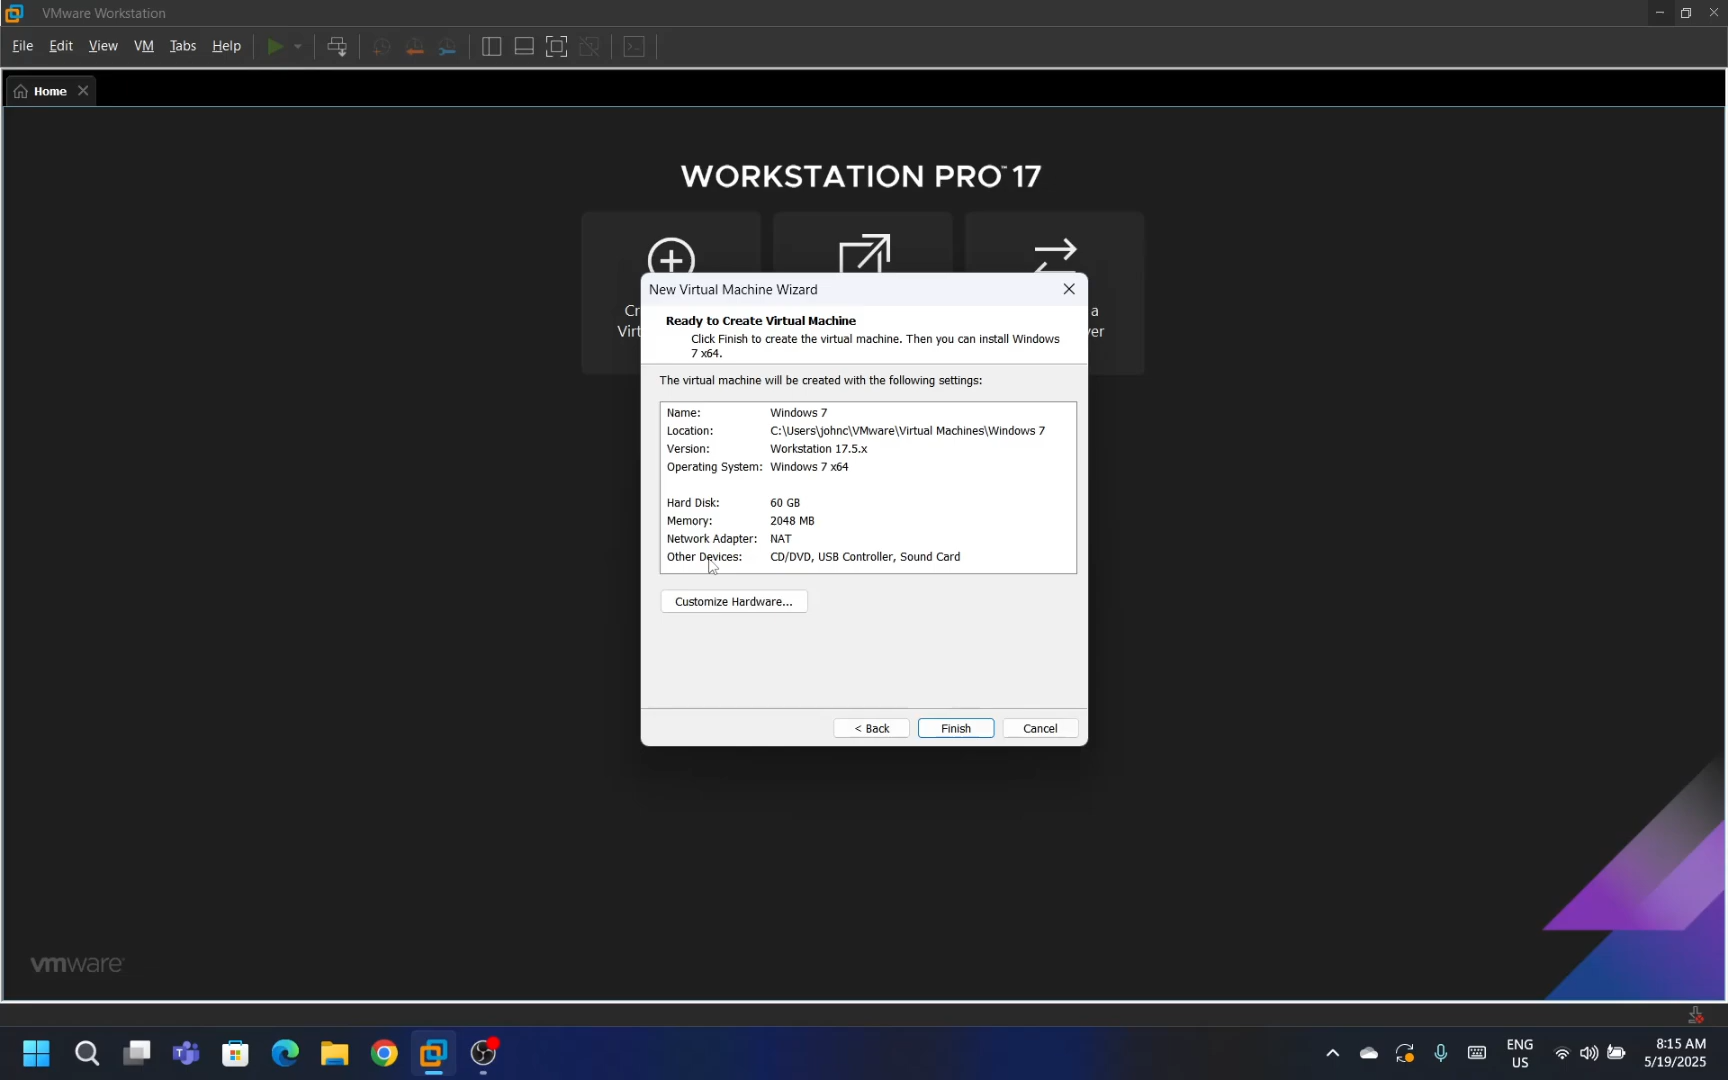 VMware Workstation
File Edit View VM Tabs Help
Home
WORKSTATION PRO™ 17
Cr
Virt
a
ver
New Virtual Machine Wizard
Ready to Create Virtual Machine
Click Finish to create the virtual machine. Then you can install Windows
7 x64.
The virtual machine will be created with the following settings:
Name: Windows 7
Location: C:\Users\johnc\VMware\Virtual Machines\Windows 7
Version: Workstation 17.5.x
Operating System: Windows 7 x64
Hard Disk: 60 GB
Memory: 2048 MB
Network Adapter: NAT
Other Devices: CD/DVD, USB Controller, Sound Card
Customize Hardware...
< Back Finish Cancel
vmware
ENG
US
8:15 AM
5/19/2025